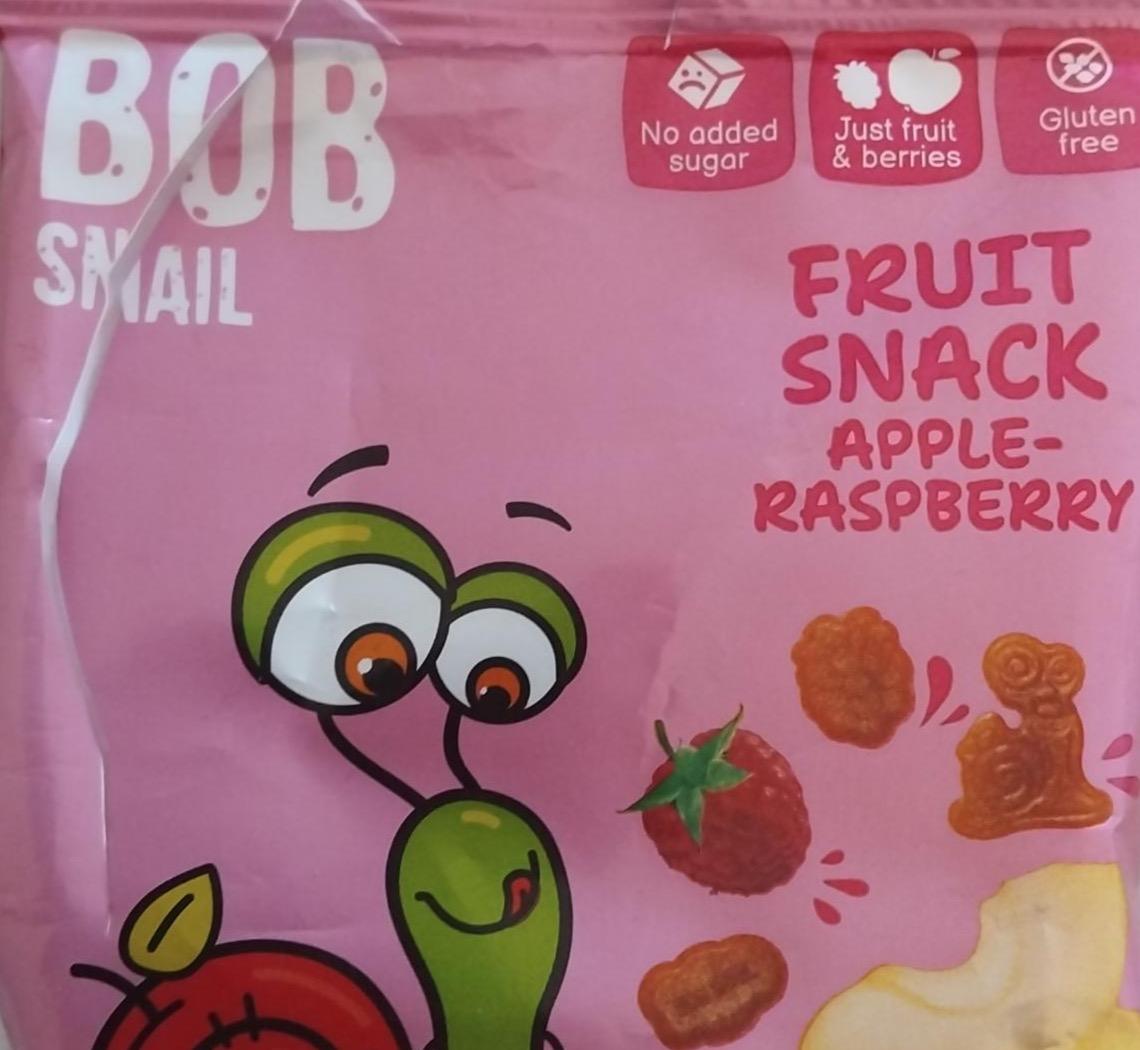 BOB
SNAIL
No added
sugar
Just fruit
& berries
Gluten
free
FRUIT
SNACK
APPLE-
RASPBERRY